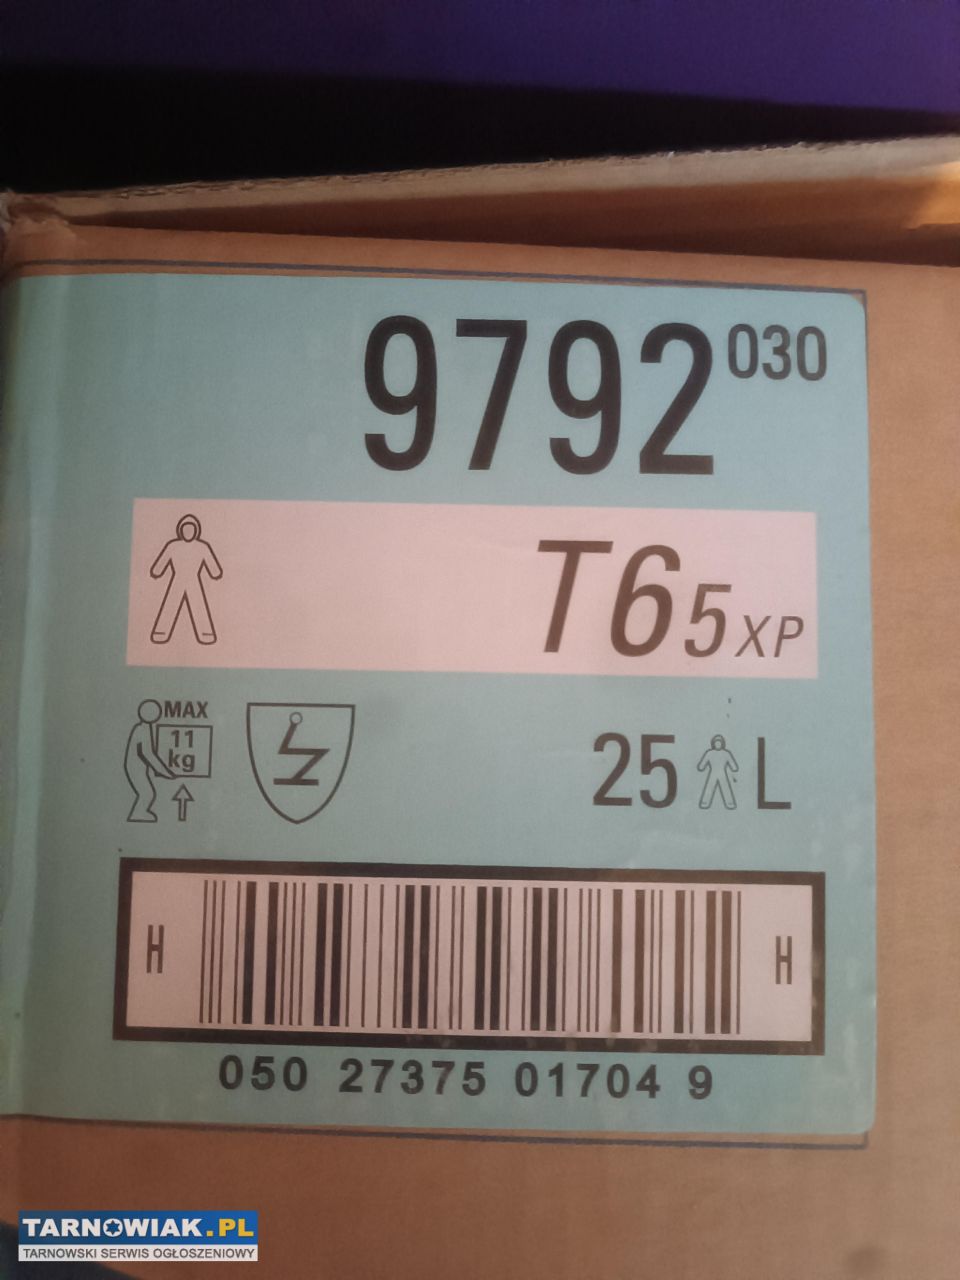 9792 030
T65XP
MAX
11
kg
25 L
H H
050 27375 01704 9
TARNOWIAK.PL
TARNOWSKI SERWIS OGŁOSZENIOWY